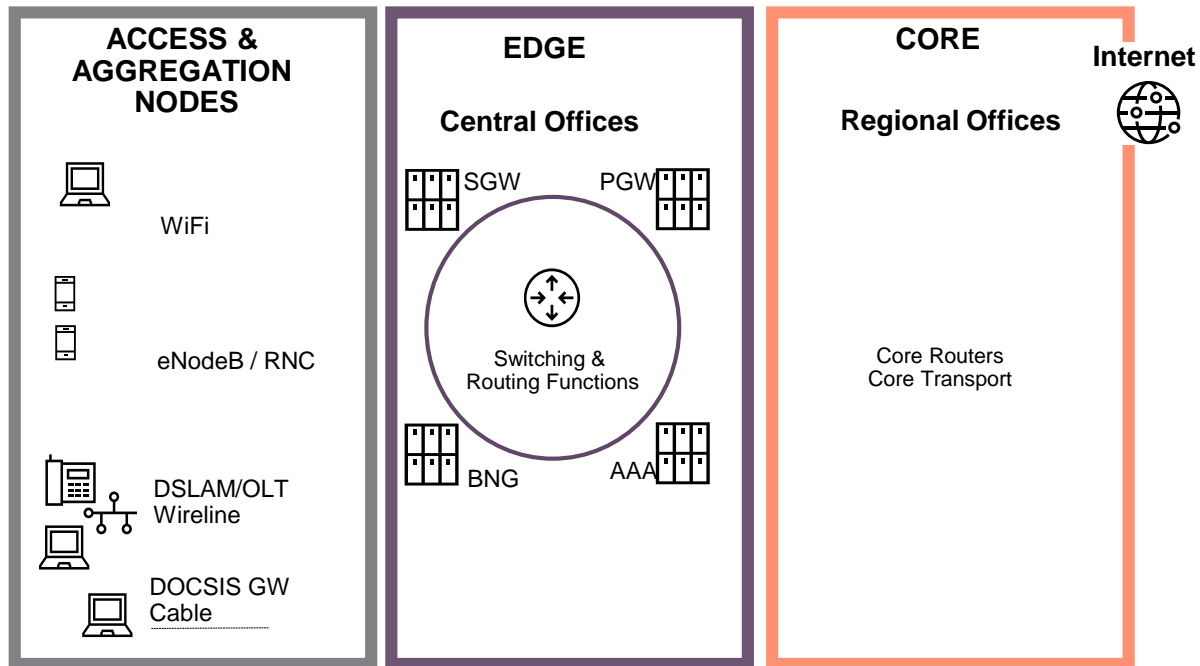 ACCESS &
AGGREGATION
NODES
WiFi
eNodeB / RNC
DSLAM/OLT
Wireline
DOCSIS GW
Cable
EDGE
Central Offices
SGW
PGW
Switching &
Routing Functions
BNG
AAA
CORE
Regional Offices
Core Routers
Core Transport
Internet